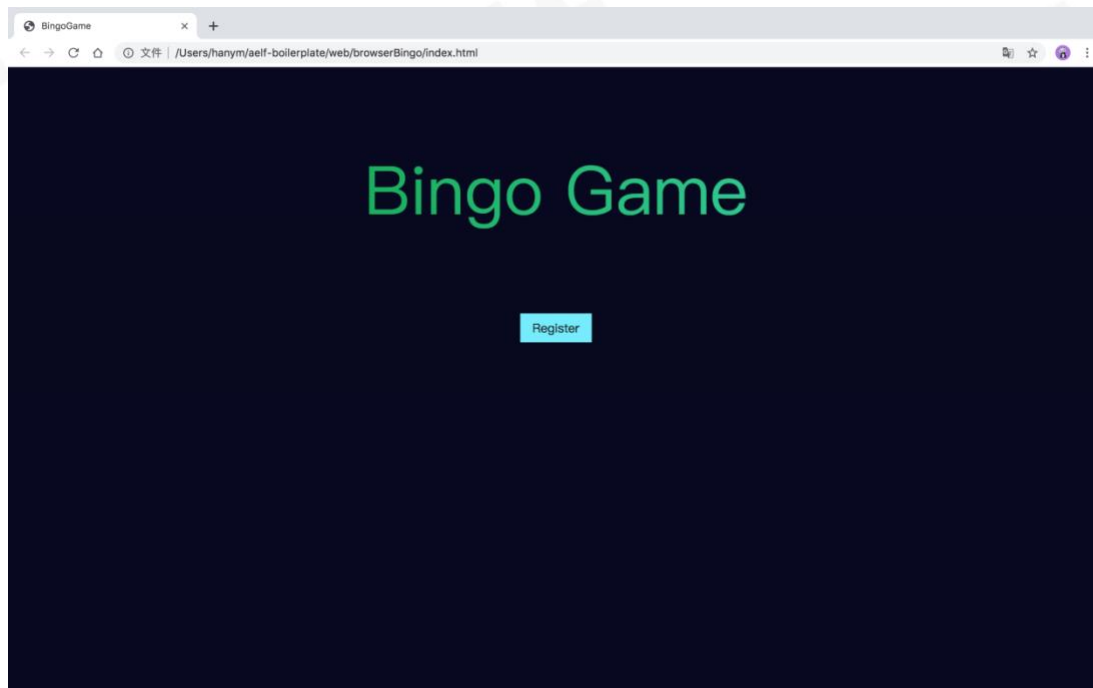 BingoGame
文件 | /Users/hanym/aelf-boilerplate/web/browserBingo/index.html
Bingo Game
Register